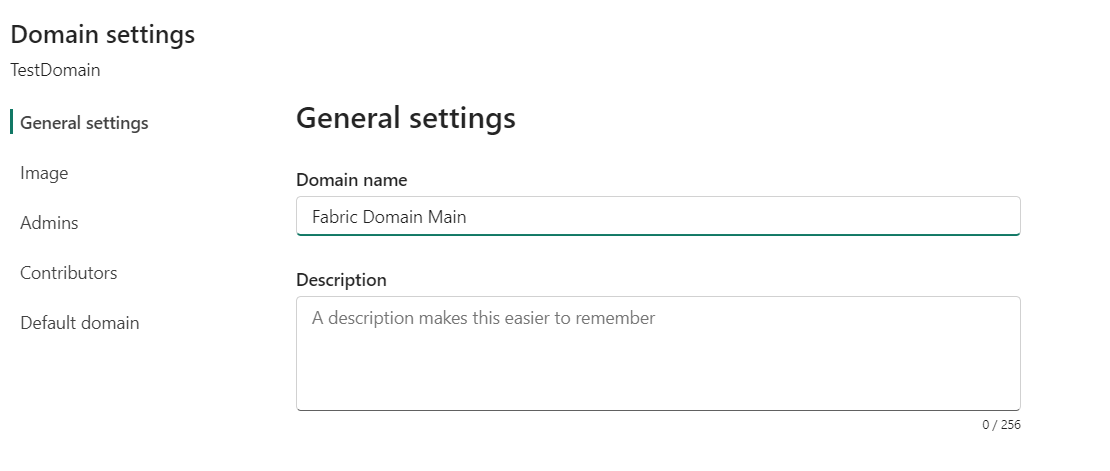 Domain settings
TestDomain
General settings
Image
Admins
Contributors
Default domain
General settings
Domain name
Fabric Domain Main
Description
A description makes this easier to remember
0 / 256